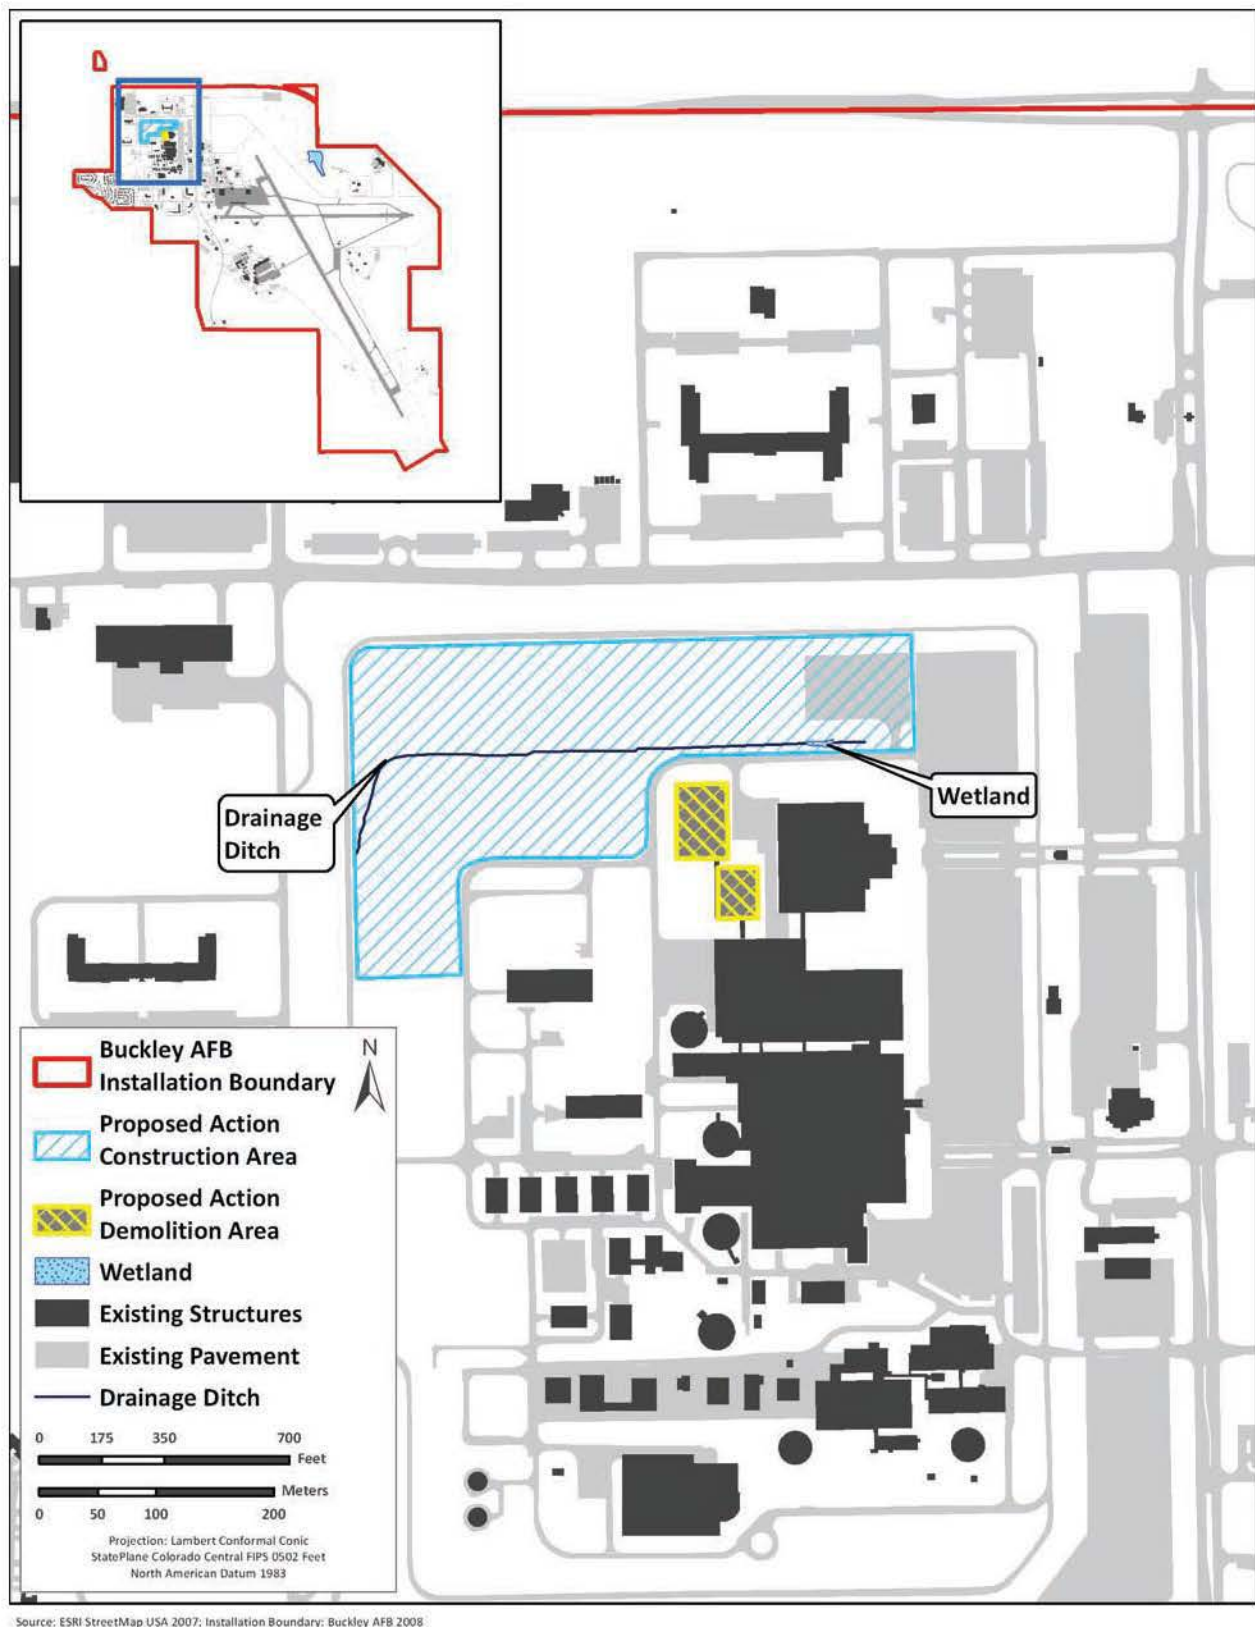 Drainage
Ditch
Wetland
Buckley AFB
Installation Boundary
N
Proposed Action
Construction Area
Proposed Action
Demolition Area
Wetland
Existing Structures
Existing Pavement
Drainage Ditch
0 175 350 700
Feet
Meters
0 50 100 200
Projection: Lambert Conformal Conic
StatePlane Colorado Central FIPS 0502 Feet
North American Datum 1983
Source: ESRI StreetMap USA 2007; Installation Boundary: Buckley AFB 2008